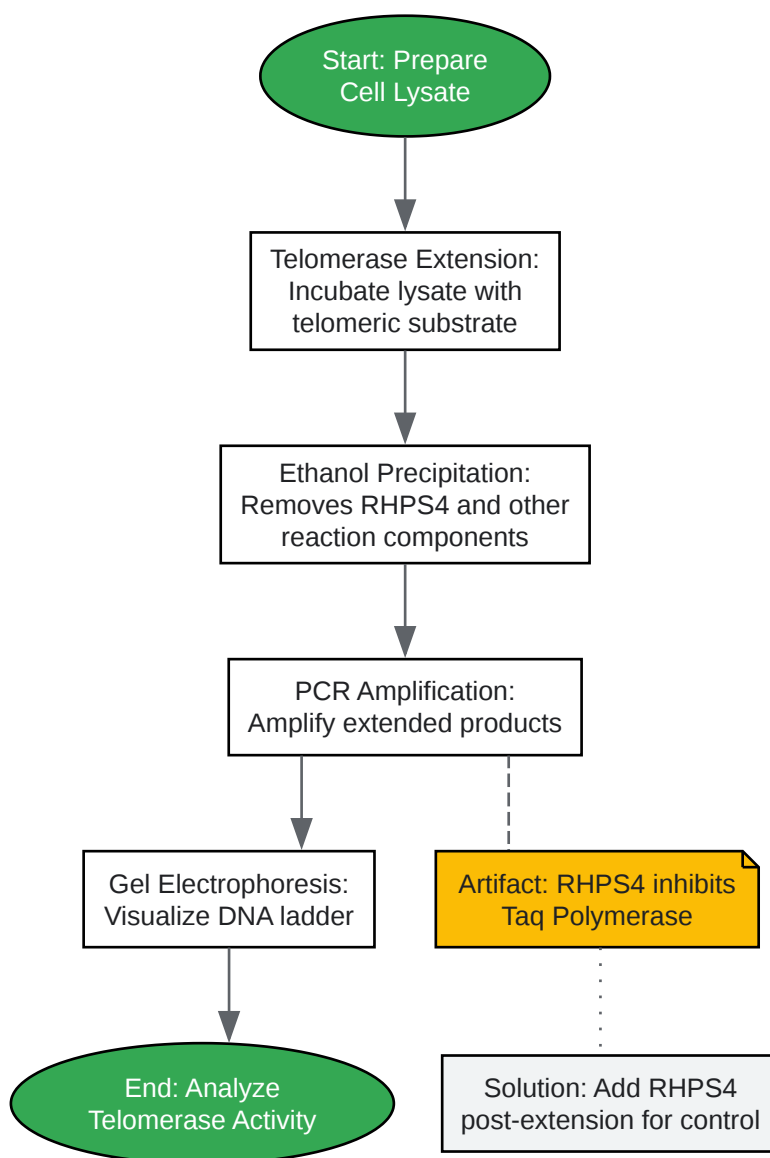 Start: Prepare
Cell Lysate
Telomerase Extension:
Incubate lysate with
telomeric substrate
Ethanol Precipitation:
Removes RHPS4 and other
reaction components
PCR Amplification:
Amplify extended products
Gel Electrophoresis:
Visualize DNA ladder
Artifact: RHPS4 inhibits
Taq Polymerase
End: Analyze
Telomerase Activity
Solution: Add RHPS4
post-extension for control